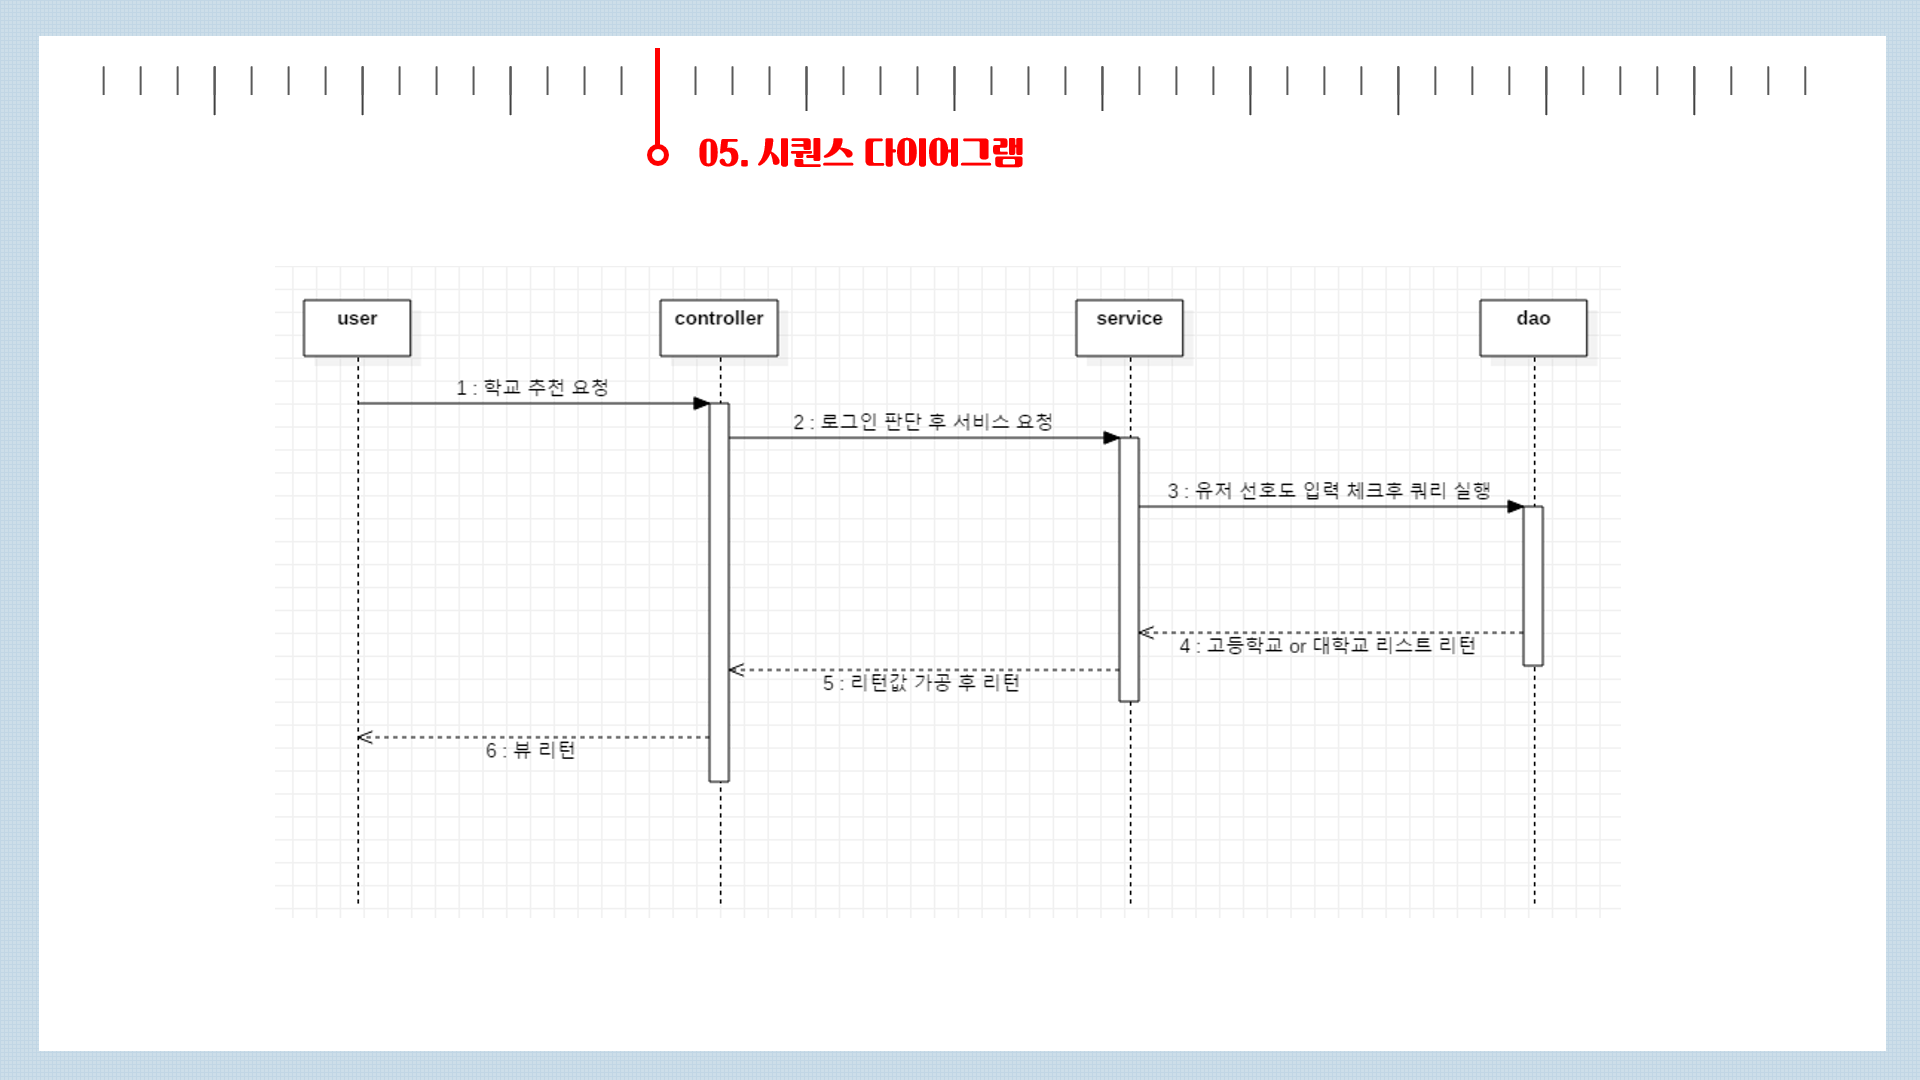 05. 시퀀스 다이어그램
user
controller
service
dao
1 : 학교 추천 요청
2 : 로그인 판단 후 서비스 요청
3 : 유저 선호도 입력 체크후 쿼리 실행
4 : 고등학교 or 대학교 리스트 리턴
5 : 리턴값 가공 후 리턴
6 : 뷰 리턴